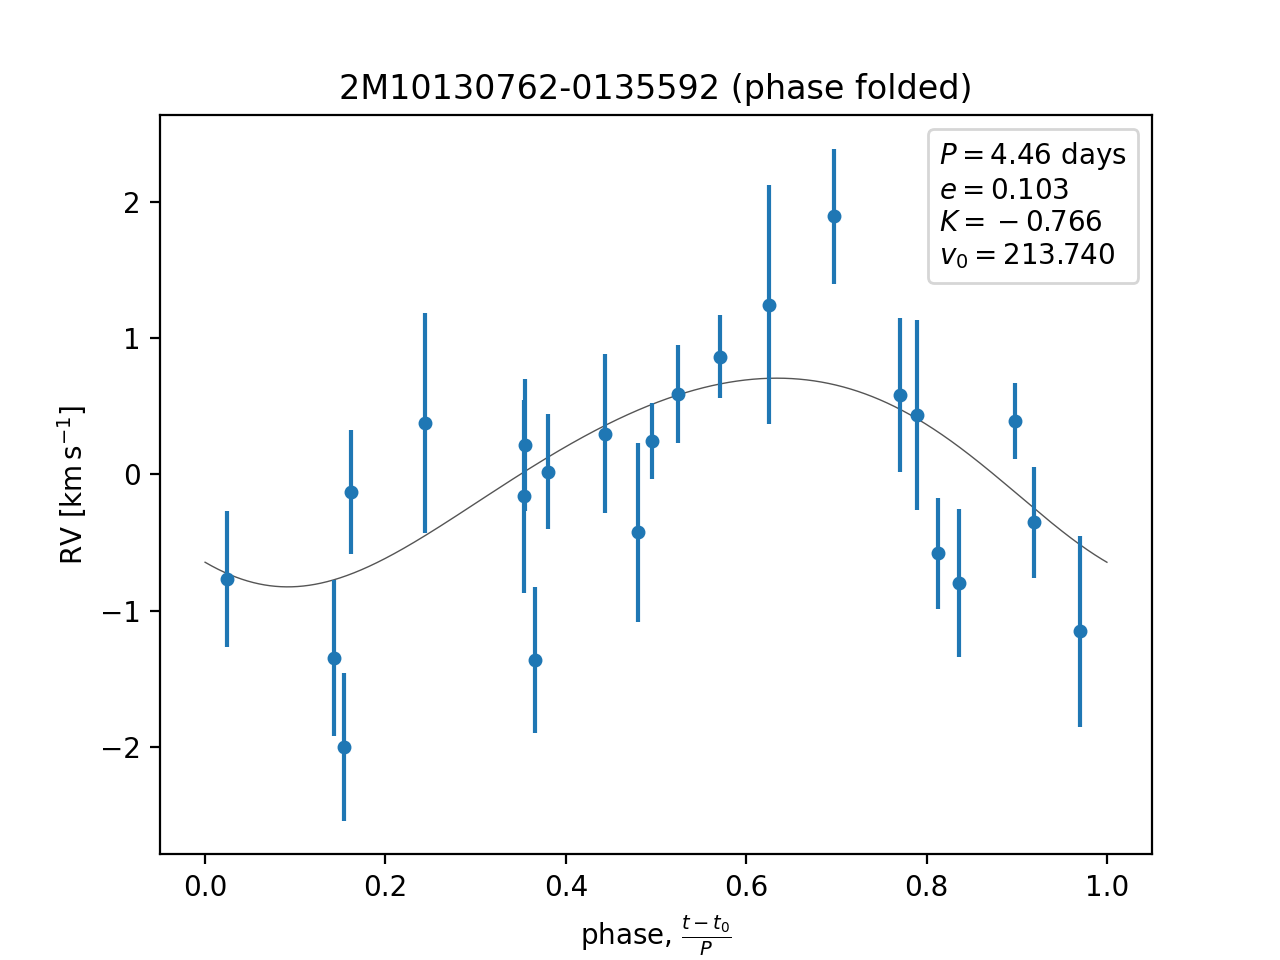 2M10130762-0135592 (phase folded)
P = 4.46 days
e = 0.103
K = −0.766
v₀ = 213.740
2
1
0
−1
−2
RV [km s⁻¹]
0.0 0.2 0.4 0.6 0.8 1.0
phase, (t − t₀)/P